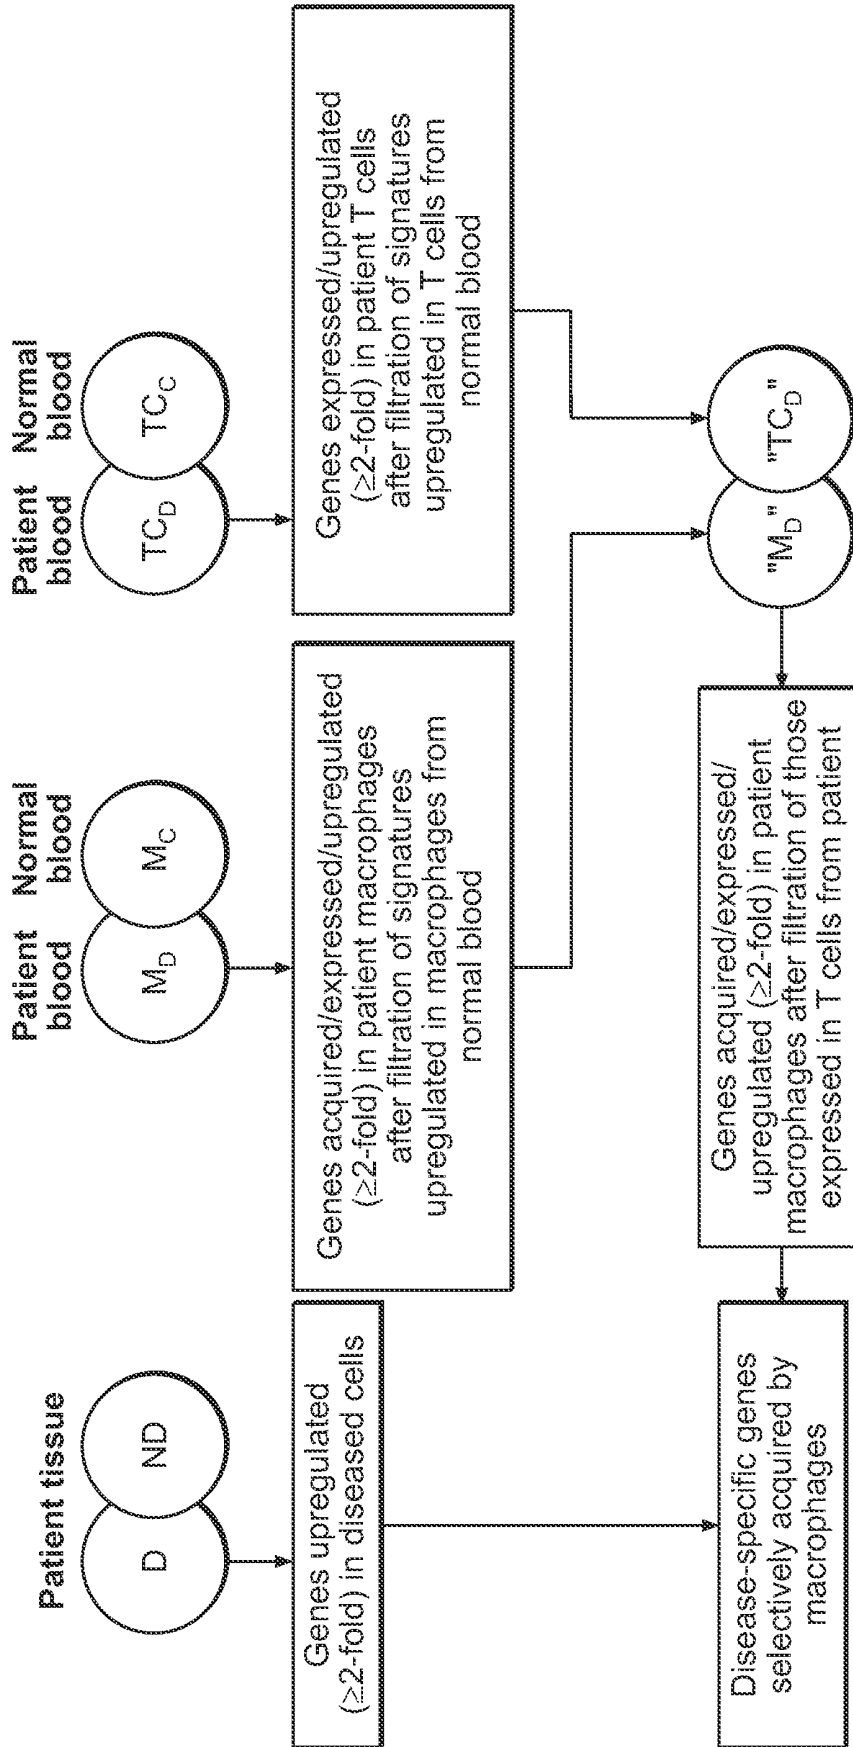 Patient tissue
D
ND
Genes upregulated
(≥2-fold) in diseased cells
Patient
blood
Normal
blood
M_D
M_C
Genes acquired/expressed/upregulated
(≥2-fold) in patient macrophages
after filtration of signatures
upregulated in macrophages from
normal blood
Patient
blood
Normal
blood
TC_D
TC_C
Genes expressed/upregulated
(≥2-fold) in patient T cells
after filtration of signatures
upregulated in T cells from
normal blood
"M_D"
"TC_D"
Genes acquired/expressed/
upregulated (≥2-fold) in patient
macrophages after filtration of those
expressed in T cells from patient
Disease-specific genes
selectively acquired by
macrophages